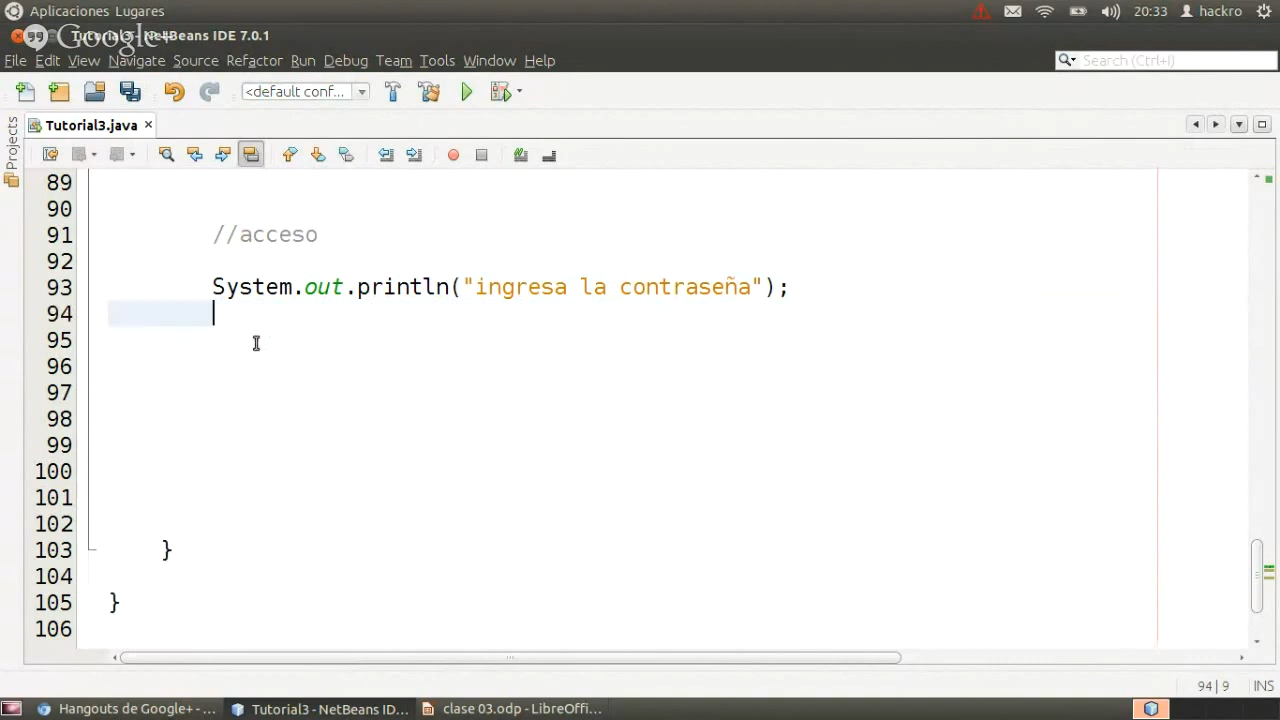 Aplicaciones Lugares
20:33 hackro
Google+
Tutorial3 - NetBeans IDE 7.0.1
File Edit View Navigate Source Refactor Run Debug Team Tools Window Help
Search (Ctrl+I)
<default conf...
Tutorial3.java
Projects
89
90
91 //acceso
92
93 System.out.println("ingresa la contraseña");
94
95
96
97
98
99
100
101
102
103 }
104
105 }
106
94|9 INS
Hangouts de Google+ - ... Tutorial3 - NetBeans ID... clase 03.odp - LibreOffi...